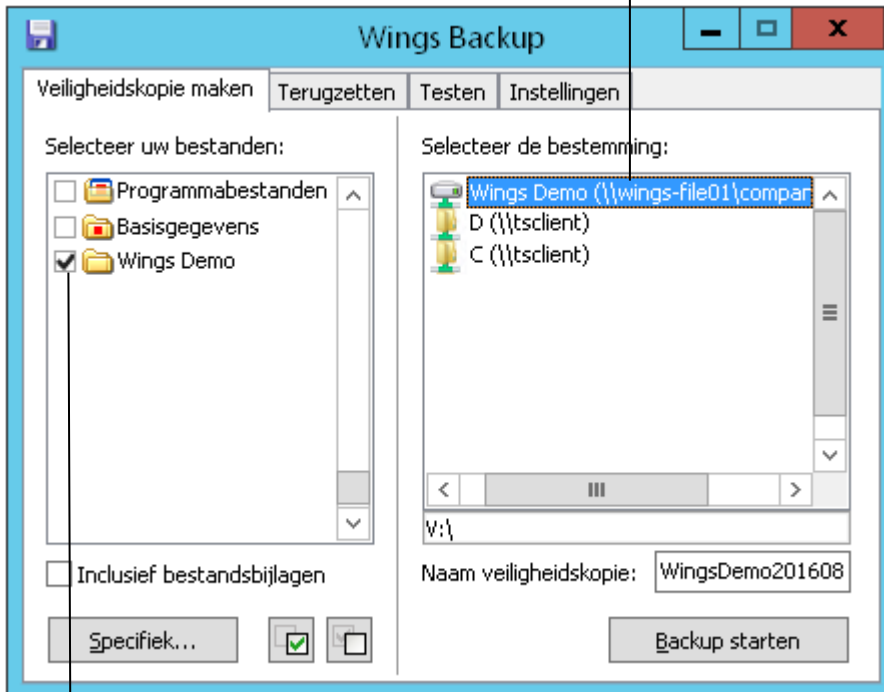 Wings Backup
Veiligheidskopie maken
Terugzetten
Testen
Instellingen
Selecteer uw bestanden:
Programmabestanden
Basisgegevens
Wings Demo
Inclusief bestandsbijlagen
Specifiek...
Selecteer de bestemming:
Wings Demo (\\wings-file01\compar
D (\\tsclient)
C (\\tsclient)
V:\
Naam veiligheidskopie: WingsDemo201608
Backup starten